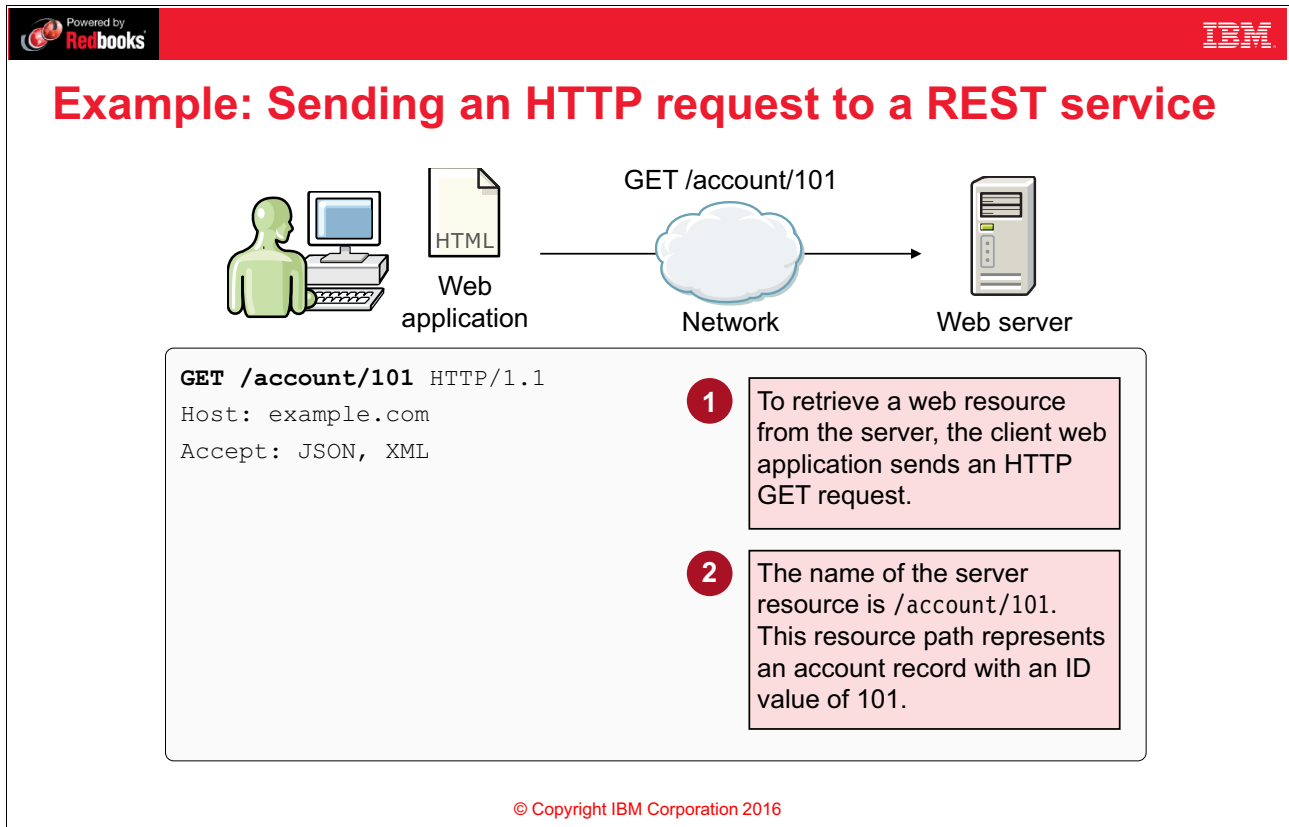 Powered by
Redbooks
IBM.
Example: Sending an HTTP request to a REST service
GET /account/101
HTML
Web
application
Network
Web server
GET /account/101 HTTP/1.1
Host: example.com
Accept: JSON, XML
1
To retrieve a web resource
from the server, the client web
application sends an HTTP
GET request.
2
The name of the server
resource is /account/101.
This resource path represents
an account record with an ID
value of 101.
© Copyright IBM Corporation 2016